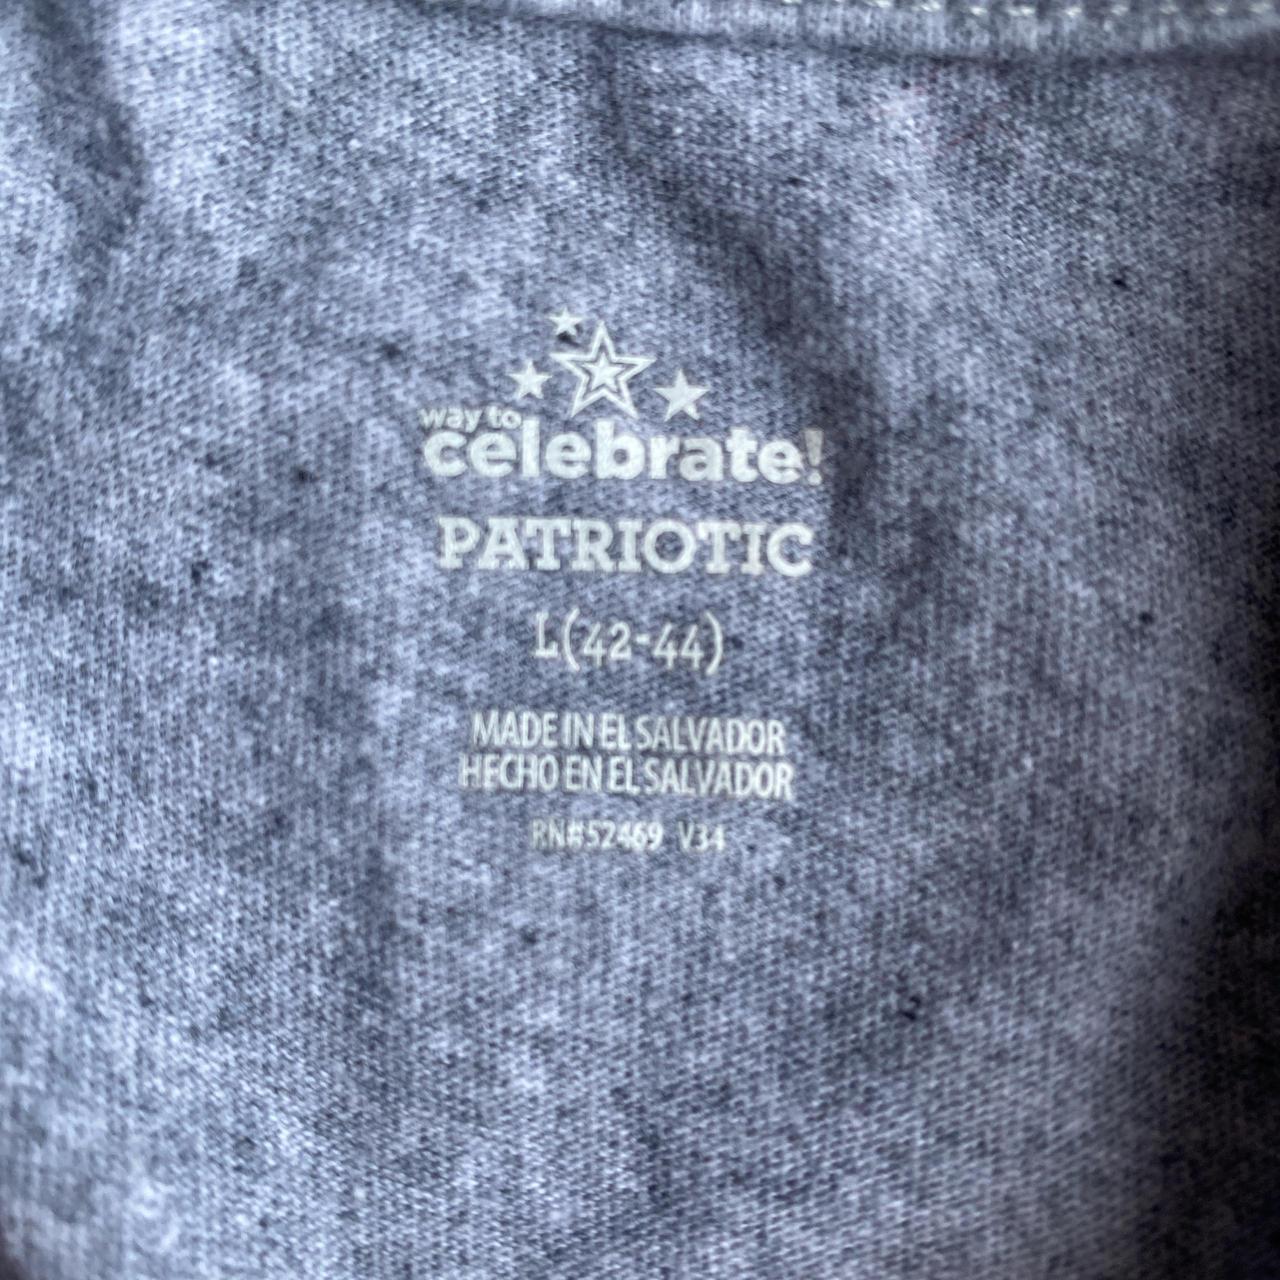 way to
celebrate!
PATRIOTIC
L(42-44)
MADE IN EL SALVADOR
HECHO EN EL SALVADOR
RN#52469 V34